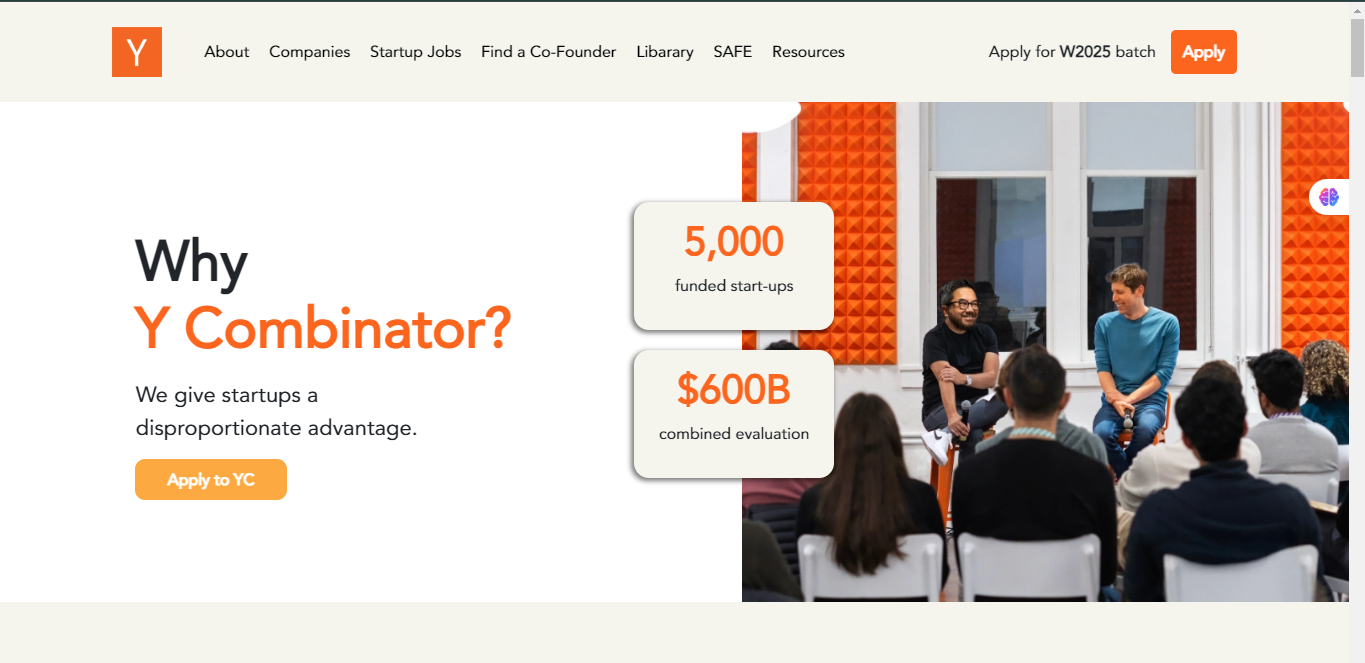 Y
About Companies Startup Jobs Find a Co-Founder Libarary SAFE Resources Apply for W2025 batch Apply
Why
Y Combinator?
We give startups a
disproportionate advantage.
Apply to YC
5,000
funded start-ups
$600B
combined evaluation